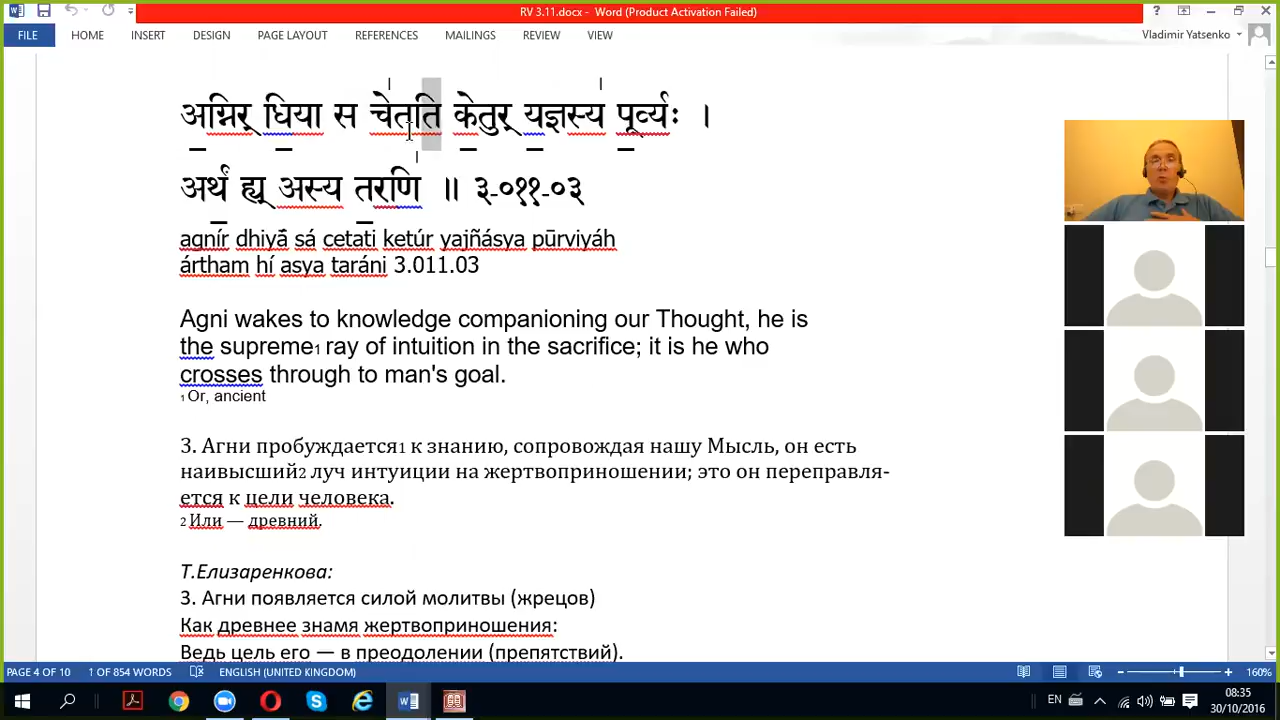 RV 3.11.docx - Word (Product Activation Failed)
FILE HOME INSERT DESIGN PAGE LAYOUT REFERENCES MAILINGS REVIEW VIEW Vladimir Yatsenko
अ॒ग्निर् धि॒या स चे॑तति के॒तुर् य॒ज्ञस्य॑ पू॒र्व्यः ।
अर्थं॒ ह्य् अस्य त॒रणि॑ ॥ ३-०११-०३
agnír dhiyā́ sá cetati ketúr yajñásya pūrviyáh
ártham hí asya taráni 3.011.03
Agni wakes to knowledge companioning our Thought, he is
the supreme1 ray of intuition in the sacrifice; it is he who
crosses through to man's goal.
1 Or, ancient
3. Агни пробуждается1 к знанию, сопровождая нашу Мысль, он есть
наивысший2 луч интуиции на жертвоприношении; это он переправля-
ется к цели человека.
2 Или — древний.
Т.Елизаренкова:
3. Агни появляется силой молитвы (жрецов)
Как древнее знамя жертвоприношения:
Ведь цель его — в преодолении (препятствий).
PAGE 4 OF 10 1 OF 854 WORDS ENGLISH (UNITED KINGDOM) 160%
EN 08:35
30/10/2016